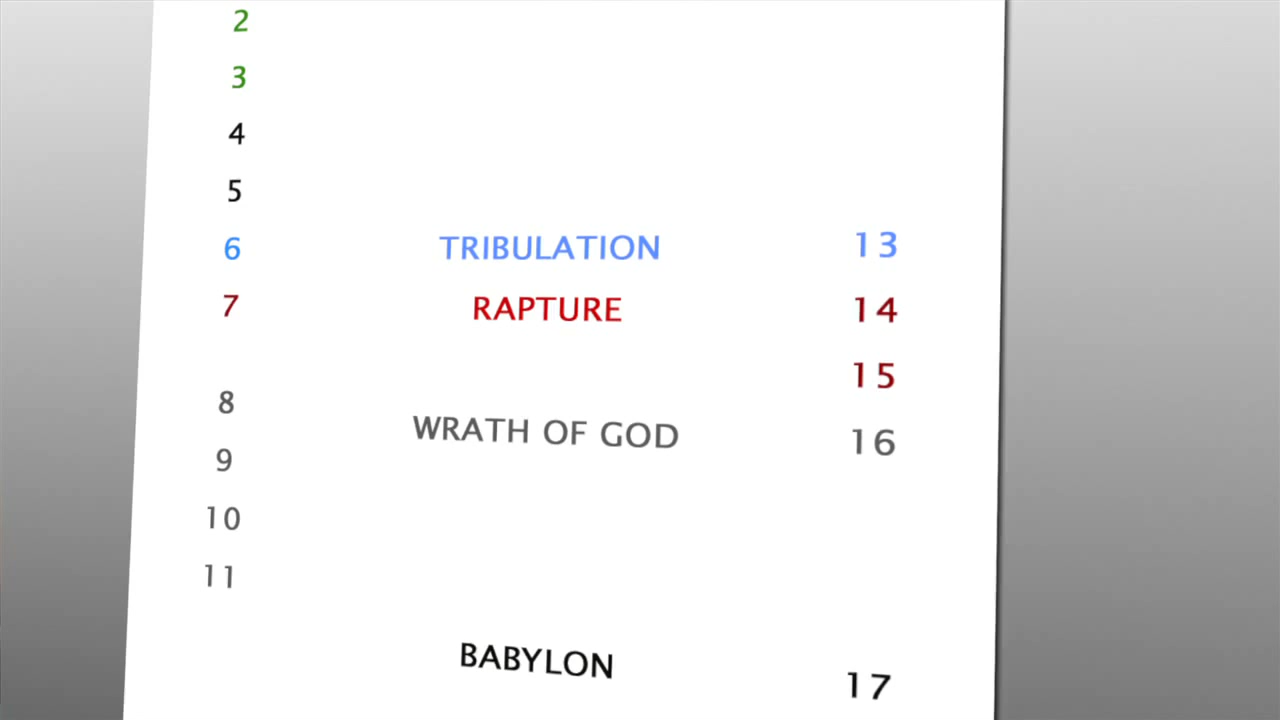 2
3
4
5
6 TRIBULATION 13
7 RAPTURE 14
15
8
WRATH OF GOD 16
9
10
11
BABYLON 17